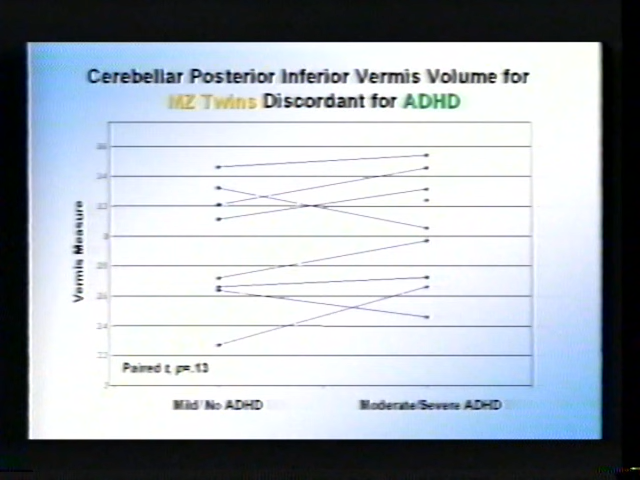 Cerebellar Posterior Inferior Vermis Volume for
MZ Twins Discordant for ADHD
Vermis Measure
Paired t, p=.13
Mild/ No ADHD
Moderate/Severe ADHD